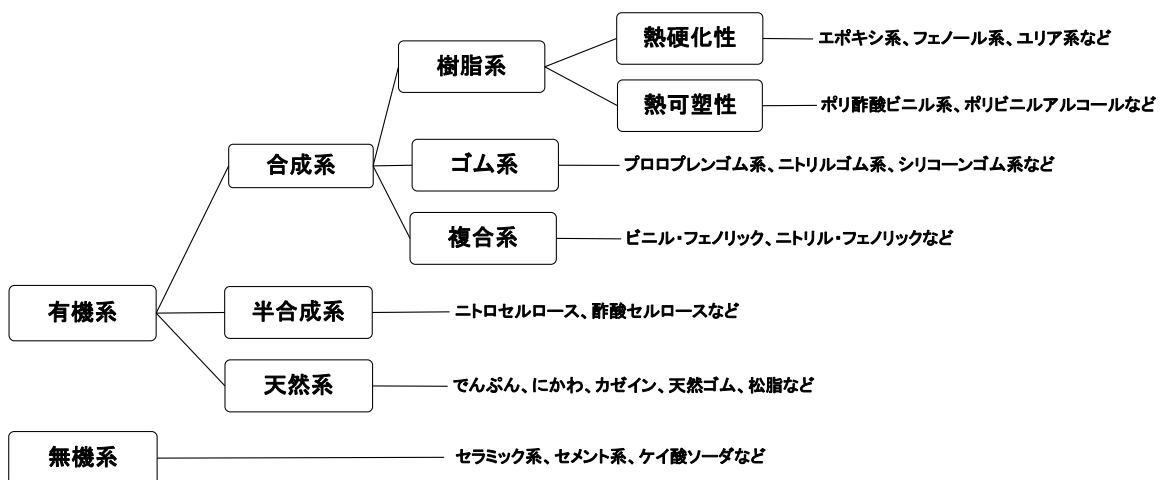 熱硬化性
エポキシ系、フェノール系、ユリア系など
樹脂系
熱可塑性
ポリ酢酸ビニル系、ポリビニルアルコールなど
合成系
ゴム系
プロロプレンゴム系、ニトリルゴム系、シリコーンゴム系など
複合系
ビニル・フェノリック、ニトリル・フェノリックなど
有機系
半合成系
ニトロセルロース、酢酸セルロースなど
天然系
でんぷん、にかわ、カゼイン、天然ゴム、松脂など
無機系
セラミック系、セメント系、ケイ酸ソーダなど